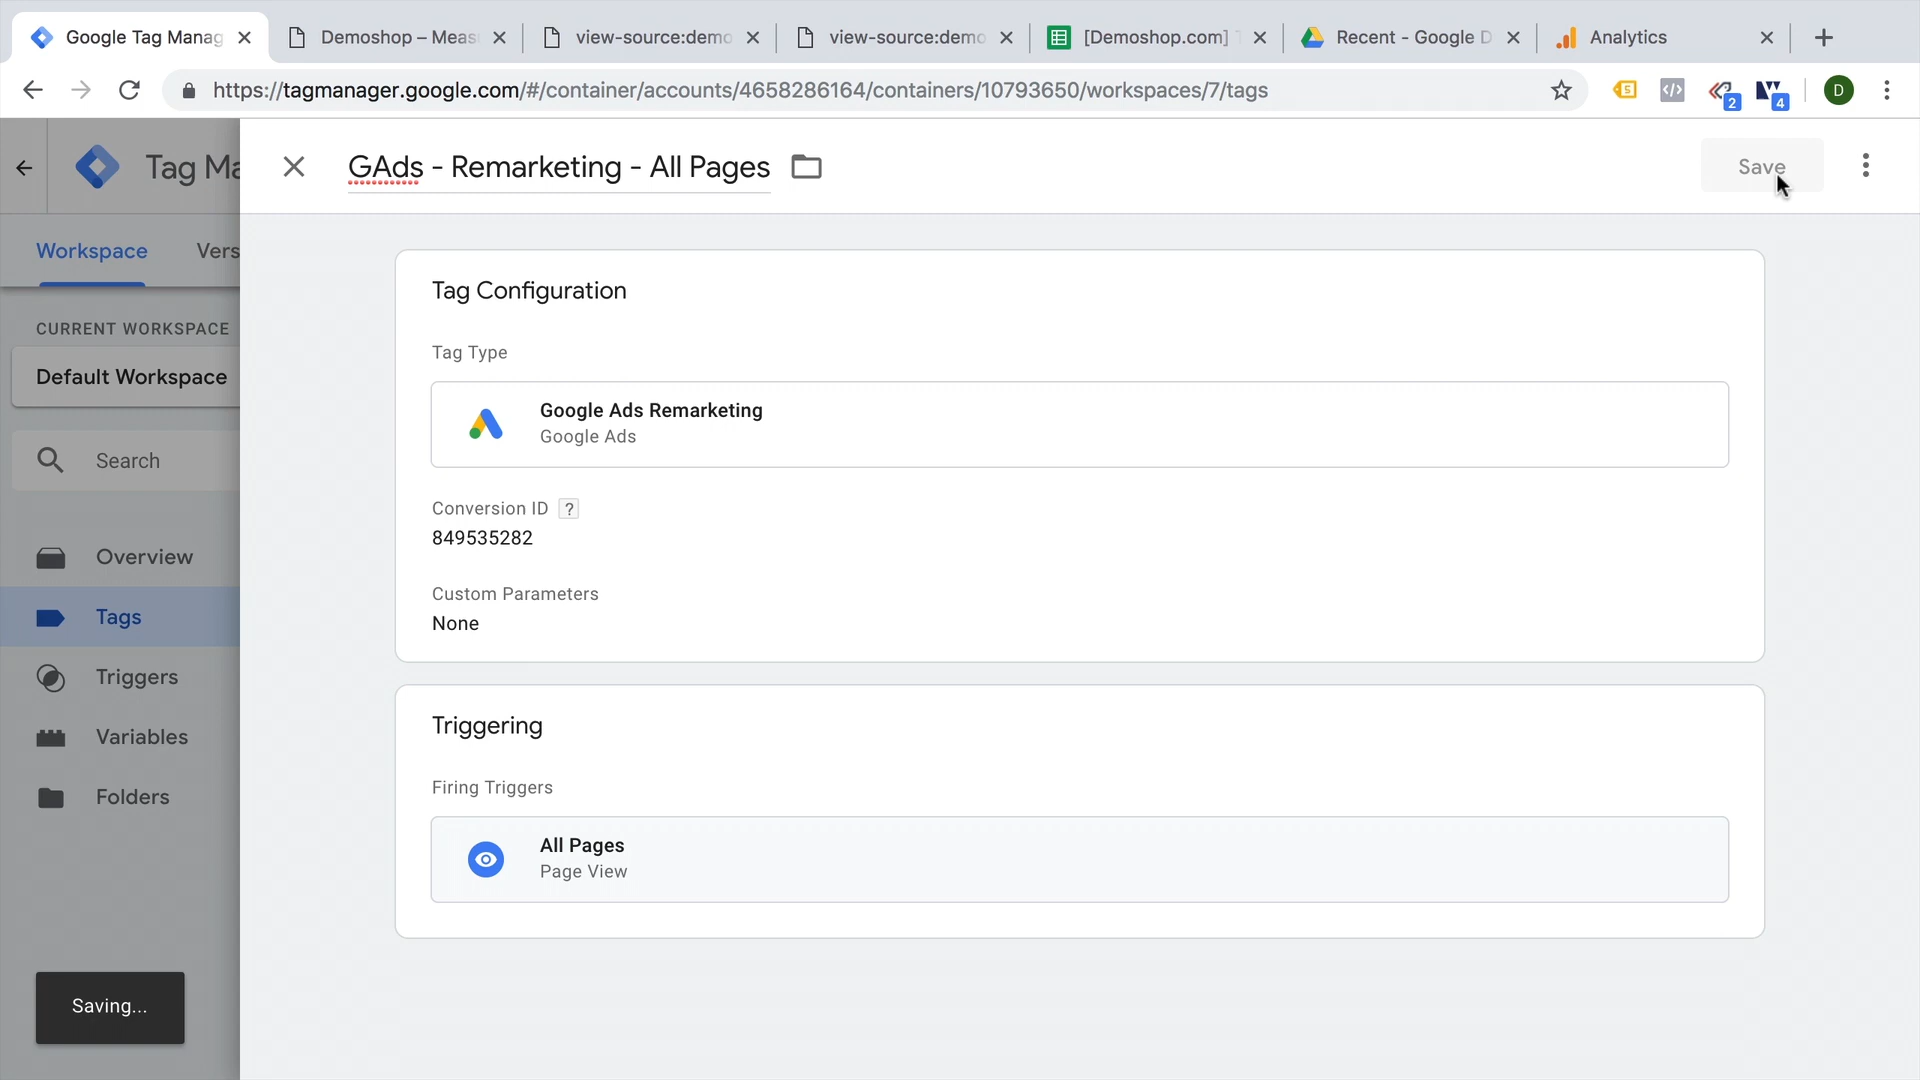 Google Tag Manag
Demoshop – Meas
view-source:demo
view-source:demo
[Demoshop.com] T
Recent - Google D
Analytics
https://tagmanager.google.com/#/container/accounts/4658286164/containers/10793650/workspaces/7/tags
S
2
4
D
Tag Ma
GAds - Remarketing - All Pages
Save
Workspace
Vers
CURRENT WORKSPACE
Default Workspace
Search
Overview
Tags
Triggers
Variables
Folders
Tag Configuration
Tag Type
Google Ads Remarketing
Google Ads
Conversion ID ?
849535282
Custom Parameters
None
Triggering
Firing Triggers
All Pages
Page View
Saving...